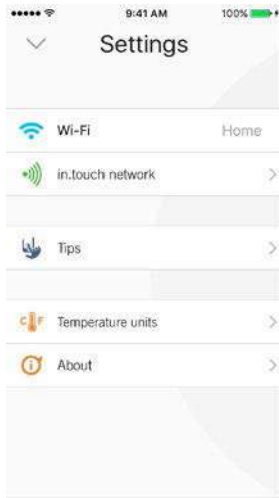 9:41 AM 100%
Settings
Wi-Fi Home
in.touch network
Tips
C F Temperature units
About